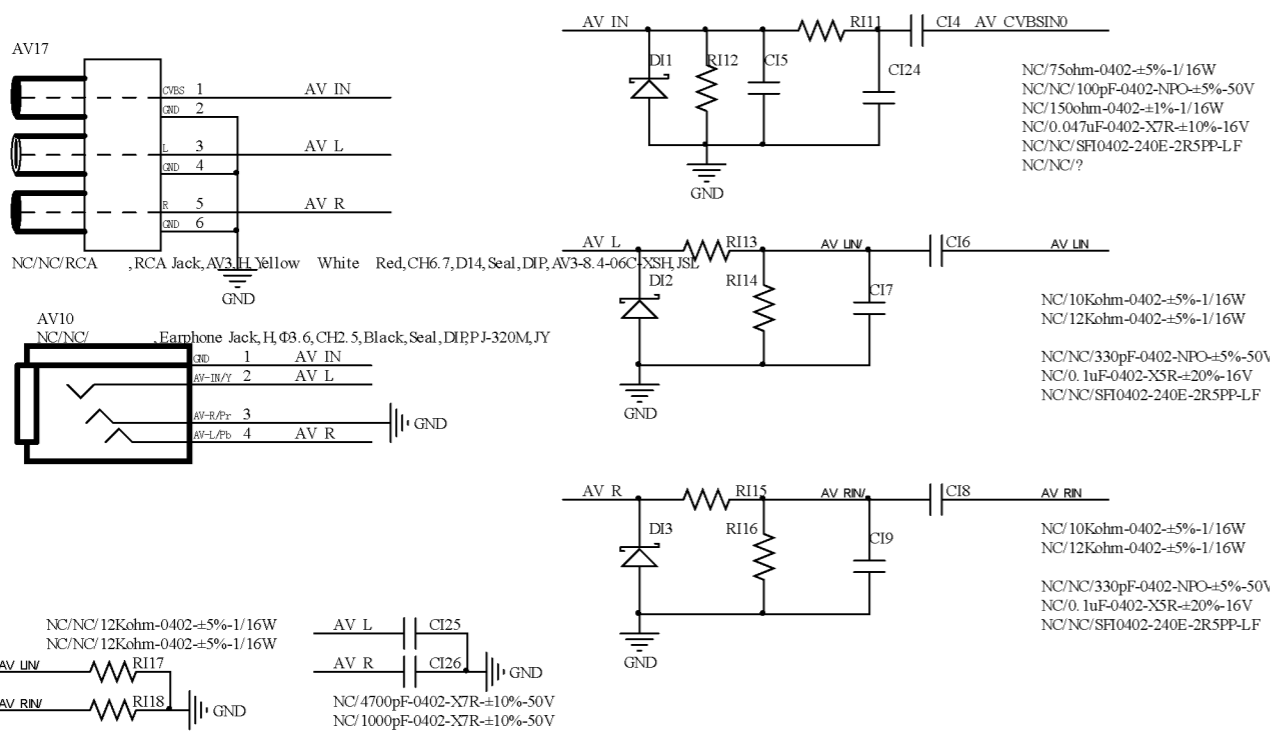 AV17
CVBS 1 AV IN
GND 2
L 3 AV L
GND 4
R 5 AV R
GND 6
NC/NC/RCA ,RCA Jack,AV3,H,Yellow White Red,CH6.7,D14,Seal,DIP,AV3-8.4-06C-XSH,JSL
GND
AV10
NC/NC/ ,Earphone Jack,H,Φ3.6,CH2.5,Black,Seal,DIP,PJ-320M,JY
GND 1 AV IN
AV-IN/Y 2 AV L
AV-R/Pr 3 GND
AV-L/Pb 4 AV R
NC/NC/12Kohm-0402-±5%-1/16W
NC/NC/12Kohm-0402-±5%-1/16W
AV LIN/ RI17
AV RIN/ RI18 GND
AV L CI25
AV R CI26 GND
NC/4700pF-0402-X7R-±10%-50V
NC/1000pF-0402-X7R-±10%-50V
AV IN RI11 CI4 AV CVBSIN0
DI1 RI12 CI5 CI24
GND
NC/75ohm-0402-±5%-1/16W
NC/NC/100pF-0402-NPO-±5%-50V
NC/150ohm-0402-±1%-1/16W
NC/0.047uF-0402-X7R-±10%-16V
NC/NC/SFI0402-240E-2R5PP-LF
NC/NC/?
AV L RI13 AV LIN/ CI6 AV LIN
DI2 RI14 CI7
GND
NC/10Kohm-0402-±5%-1/16W
NC/12Kohm-0402-±5%-1/16W
NC/NC/330pF-0402-NPO-±5%-50V
NC/0.1uF-0402-X5R-±20%-16V
NC/NC/SFI0402-240E-2R5PP-LF
AV R RI15 AV RIN/ CI8 AV RIN
DI3 RI16 CI9
GND
NC/10Kohm-0402-±5%-1/16W
NC/12Kohm-0402-±5%-1/16W
NC/NC/330pF-0402-NPO-±5%-50V
NC/0.1uF-0402-X5R-±20%-16V
NC/NC/SFI0402-240E-2R5PP-LF